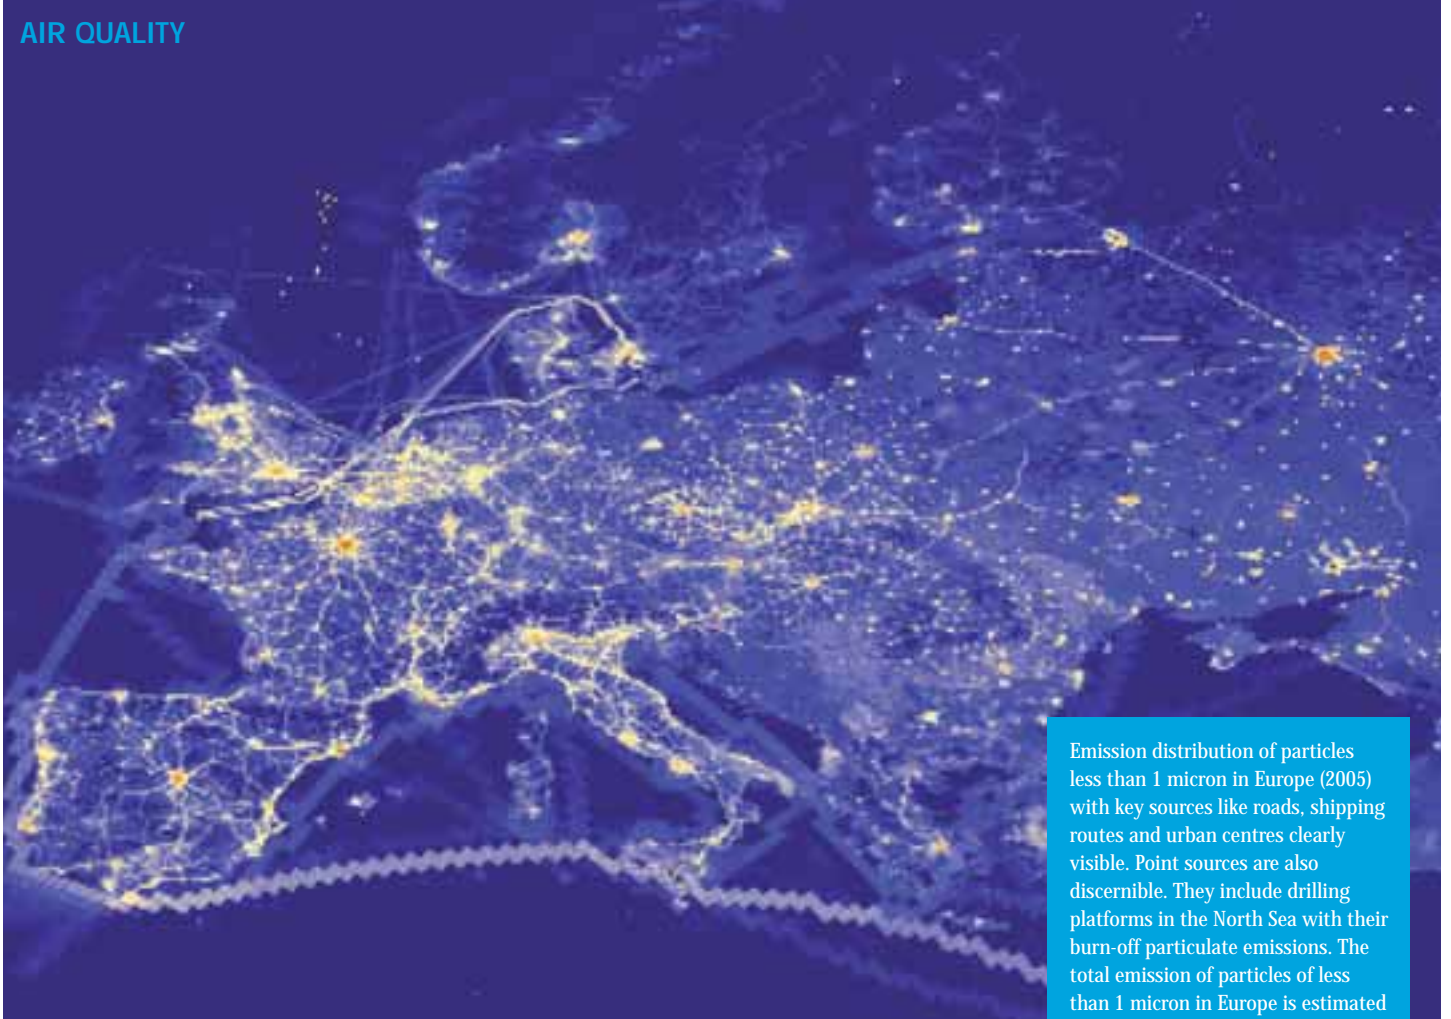 AIR QUALITY
Emission distribution of particles
less than 1 micron in Europe (2005)
with key sources like roads, shipping
routes and urban centres clearly
visible. Point sources are also
discernible. They include drilling
platforms in the North Sea with their
burn-off particulate emissions. The
total emission of particles of less
than 1 micron in Europe is estimated